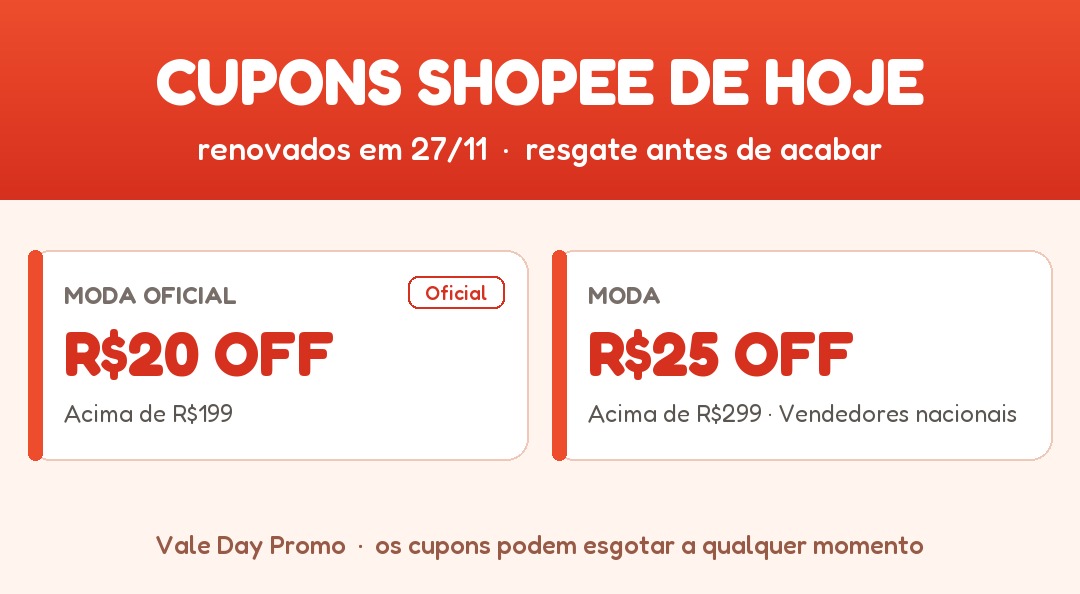 CUPONS SHOPEE DE HOJE
renovados em 27/11 · resgate antes de acabar
MODA OFICIAL
Oficial
R$20 OFF
Acima de R$199
MODA
R$25 OFF
Acima de R$299 · Vendedores nacionais
Vale Day Promo · os cupons podem esgotar a qualquer momento